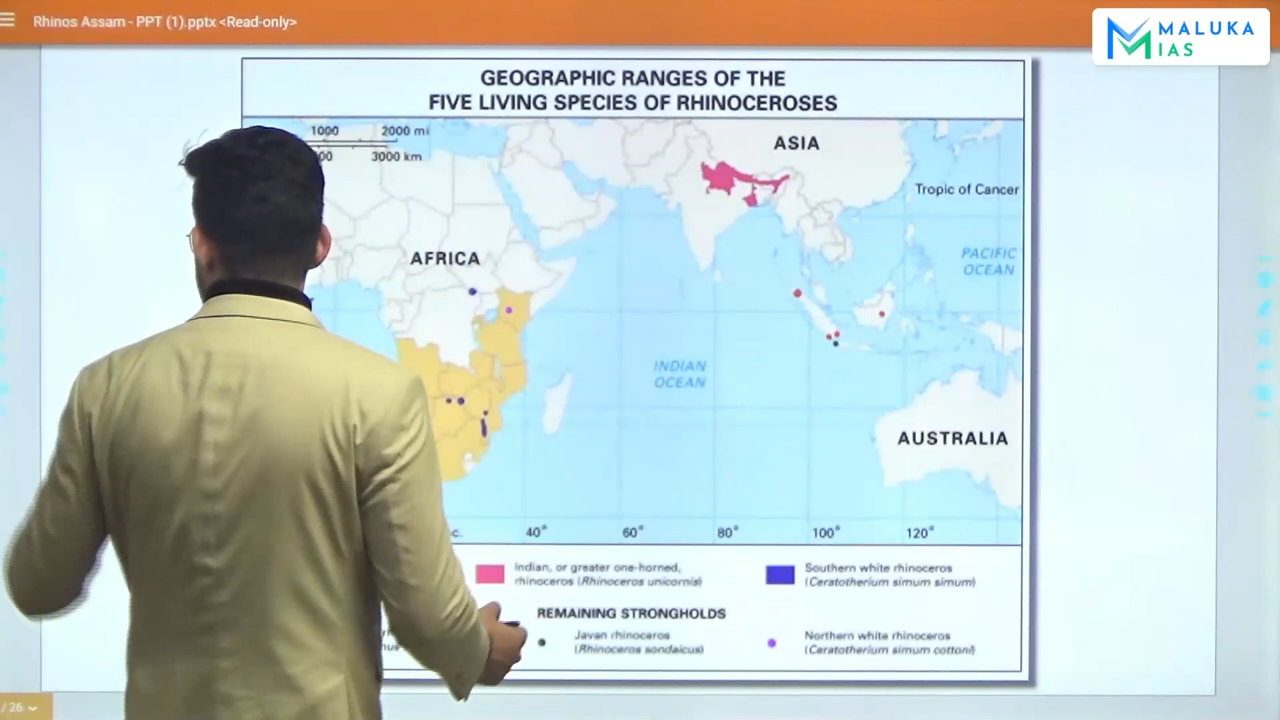 Rhinos Assam - PPT (1).pptx <Read-only>
MALUKA
IAS
GEOGRAPHIC RANGES OF THE
FIVE LIVING SPECIES OF RHINOCEROSES
1000 2000 mi
3000 km
ASIA
Tropic of Cancer
AFRICA
PACIFIC
OCEAN
INDIAN
OCEAN
AUSTRALIA
40° 60° 80° 100° 120°
Indian, or greater one-horned,
rhinoceros (Rhinoceros unicornis)
Southern white rhinoceros
(Ceratotherium simum simum)
REMAINING STRONGHOLDS
Javan rhinoceros
(Rhinoceros sondaicus)
Northern white rhinoceros
(Ceratotherium simum cottoni)
/ 26